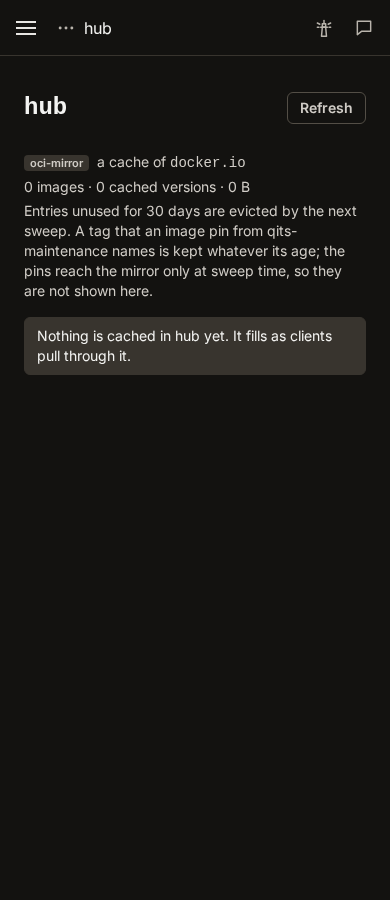 hub
hub
Refresh
oci-mirror a cache of docker.io
0 images · 0 cached versions · 0 B
Entries unused for 30 days are evicted by the next
sweep. A tag that an image pin from qits-
maintenance names is kept whatever its age; the
pins reach the mirror only at sweep time, so they
are not shown here.
Nothing is cached in hub yet. It fills as clients
pull through it.